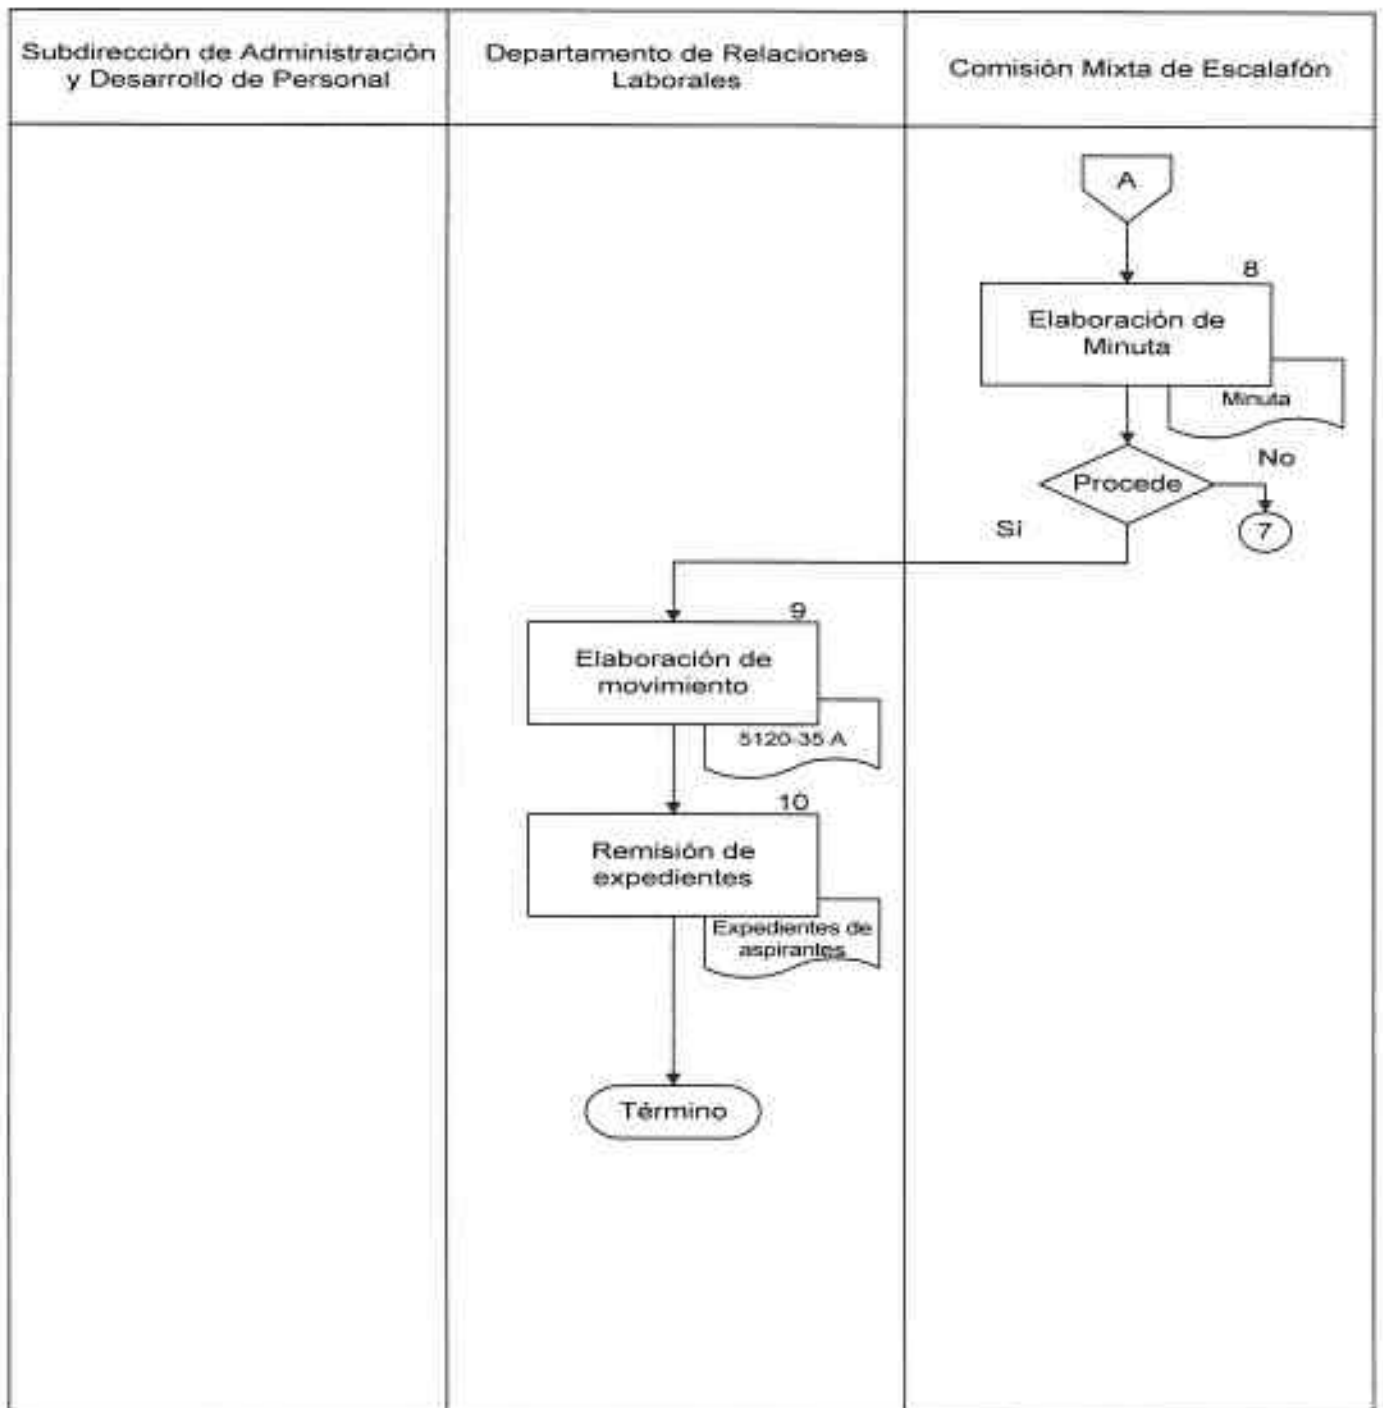 Subdirección de Administración
y Desarrollo de Personal
Departamento de Relaciones
Laborales
Comisión Mixta de Escalafón
A
8
Elaboración de
Minuta
Minuta
No
Procede
Sí
7
9
Elaboración de
movimiento
5120-35 A
10
Remisión de
expedientes
Expedientes de
aspirantes
Término